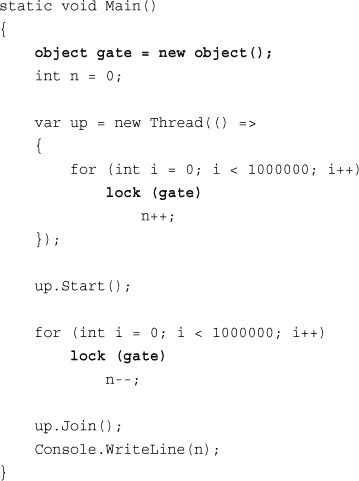 static void Main()
{
    object gate = new object();
    int n = 0;

    var up = new Thread(() =>
    {
        for (int i = 0; i < 1000000; i++)
            lock (gate)
                n++;
    });

    up.Start();

    for (int i = 0; i < 1000000; i++)
        lock (gate)
            n--;

    up.Join();
    Console.WriteLine(n);
}